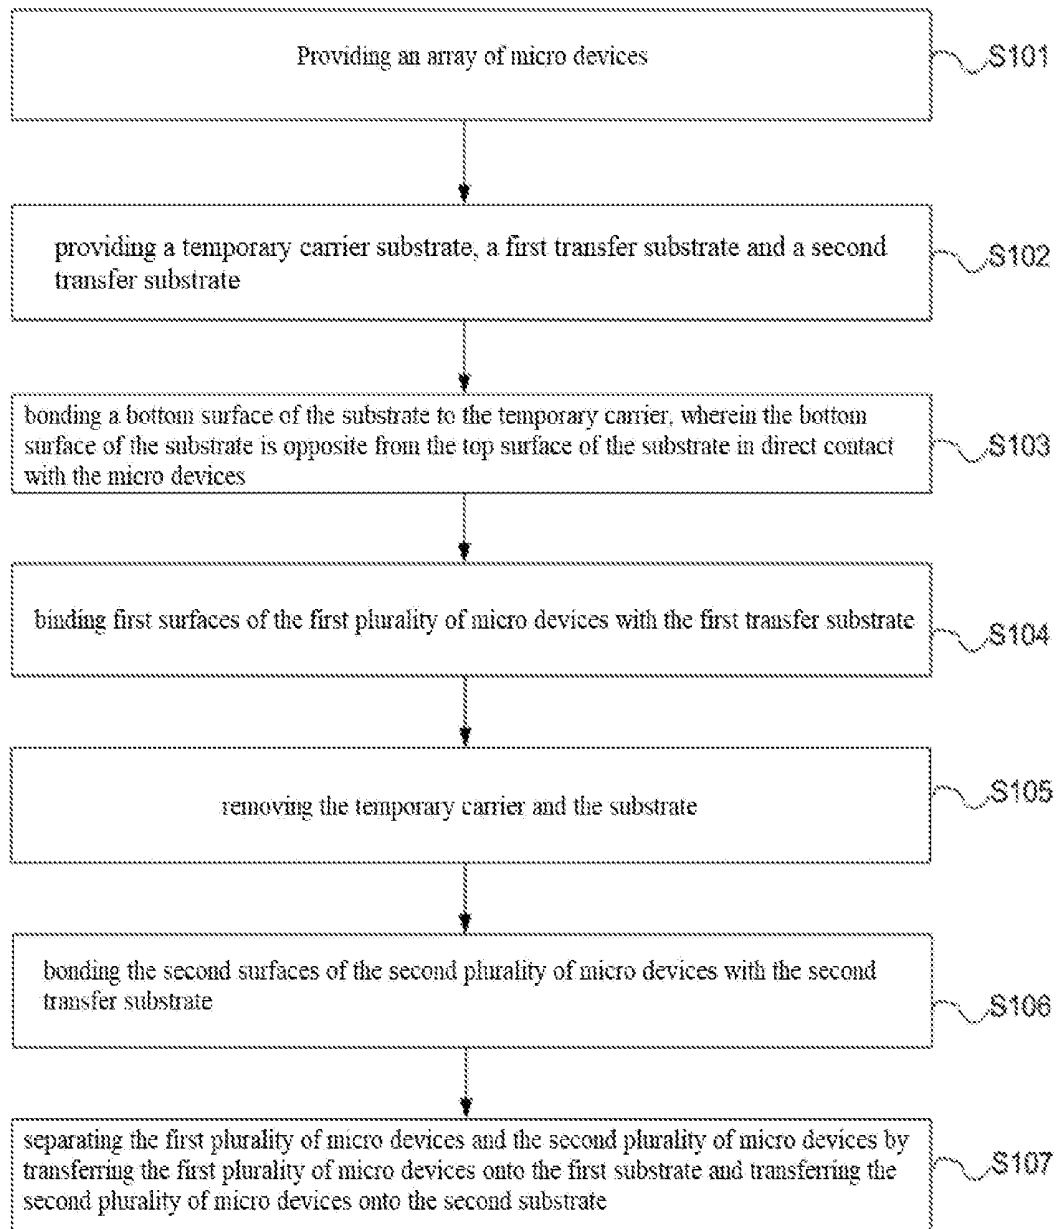 Providing an array of micro devices
S101
providing a temporary carrier substrate, a first transfer substrate and a second
transfer substrate
S102
bonding a bottom surface of the substrate to the temporary carrier, wherein the bottom
surface of the substrate is opposite from the top surface of the substrate in direct contact
with the micro devices
S103
binding first surfaces of the first plurality of micro devices with the first transfer substrate
S104
removing the temporary carrier and the substrate
S105
bonding the second surfaces of the second plurality of micro devices with the second
transfer substrate
S106
separating the first plurality of micro devices and the second plurality of micro devices by
transferring the first plurality of micro devices onto the first substrate and transferring the
second plurality of micro devices onto the second substrate
S107